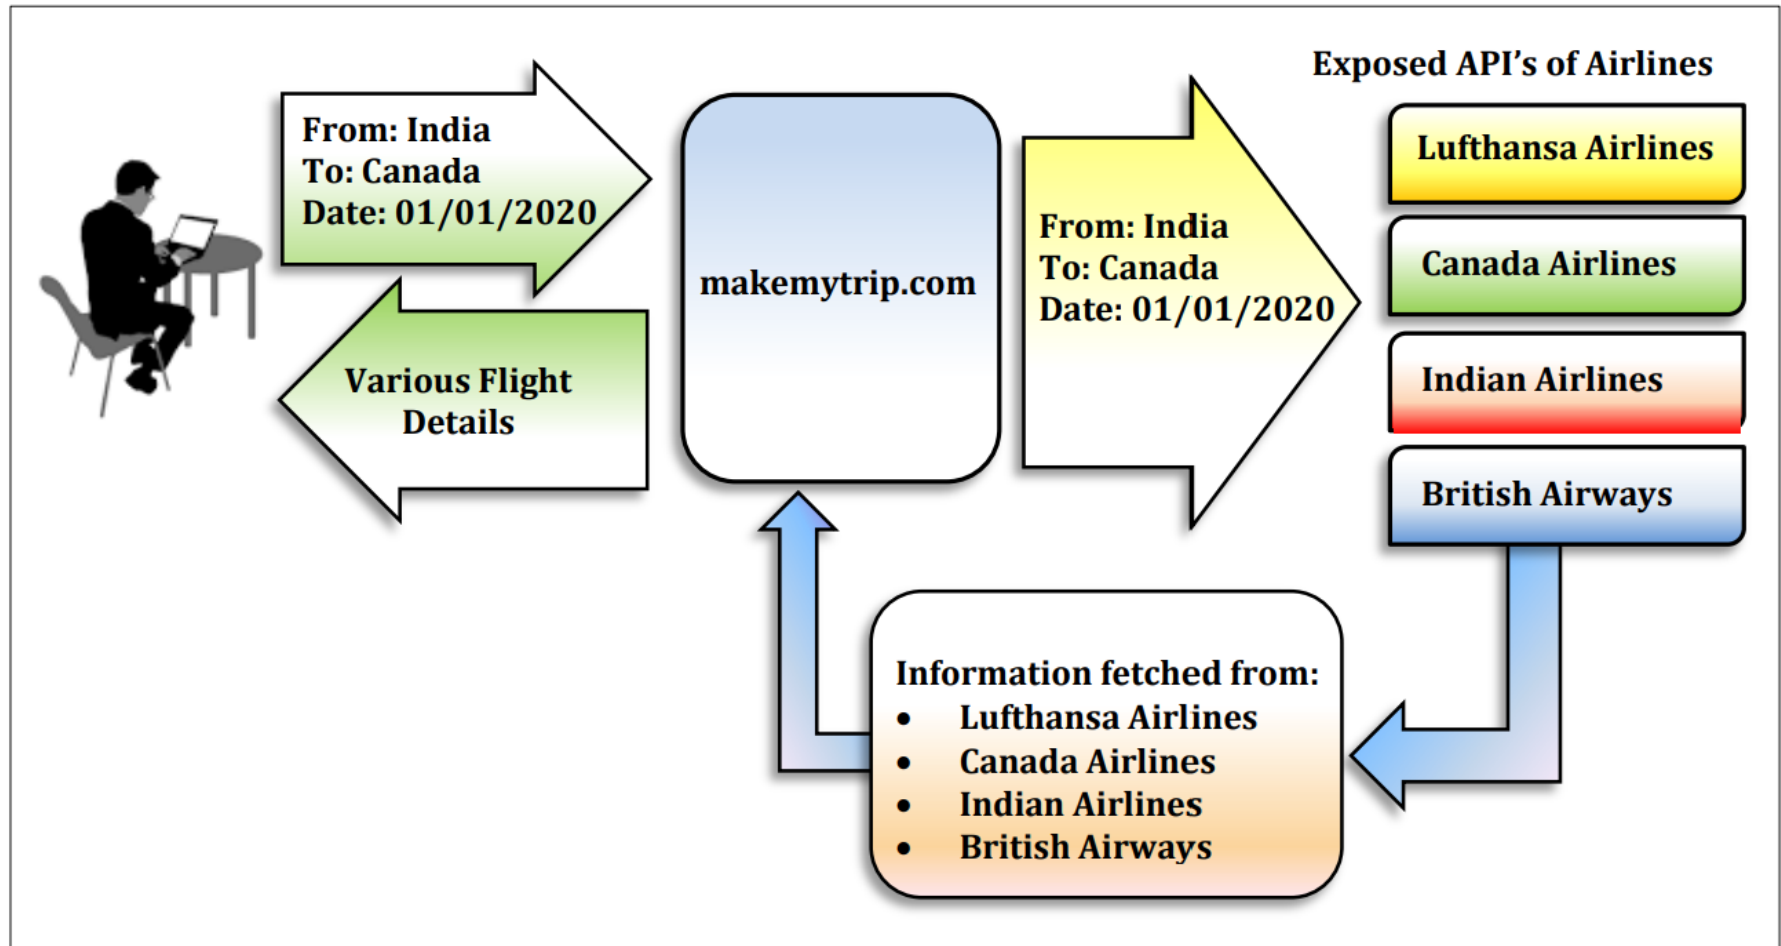 Exposed API's of Airlines
From: India
To: Canada
Date: 01/01/2020
makemytrip.com
From: India
To: Canada
Date: 01/01/2020
Lufthansa Airlines
Canada Airlines
Indian Airlines
British Airways
Various Flight
Details
Information fetched from:
• Lufthansa Airlines
• Canada Airlines
• Indian Airlines
• British Airways